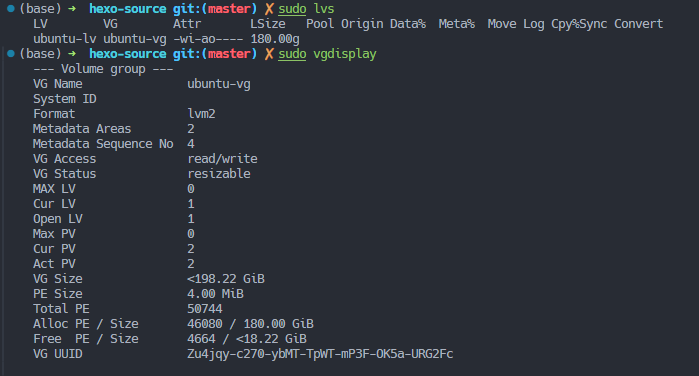 (base) ➜  hexo-source git:(master) ✗ sudo lvs
  LV        VG        Attr       LSize   Pool Origin Data%  Meta%  Move Log Cpy%Sync Convert
  ubuntu-lv ubuntu-vg -wi-ao---- 180.00g
(base) ➜  hexo-source git:(master) ✗ sudo vgdisplay
  --- Volume group ---
  VG Name               ubuntu-vg
  System ID
  Format                lvm2
  Metadata Areas        2
  Metadata Sequence No  4
  VG Access             read/write
  VG Status             resizable
  MAX LV                0
  Cur LV                1
  Open LV               1
  Max PV                0
  Cur PV                2
  Act PV                2
  VG Size               <198.22 GiB
  PE Size               4.00 MiB
  Total PE              50744
  Alloc PE / Size       46080 / 180.00 GiB
  Free  PE / Size       4664 / <18.22 GiB
  VG UUID               Zu4jqy-c270-ybMT-TpWT-mP3F-OK5a-URG2Fc